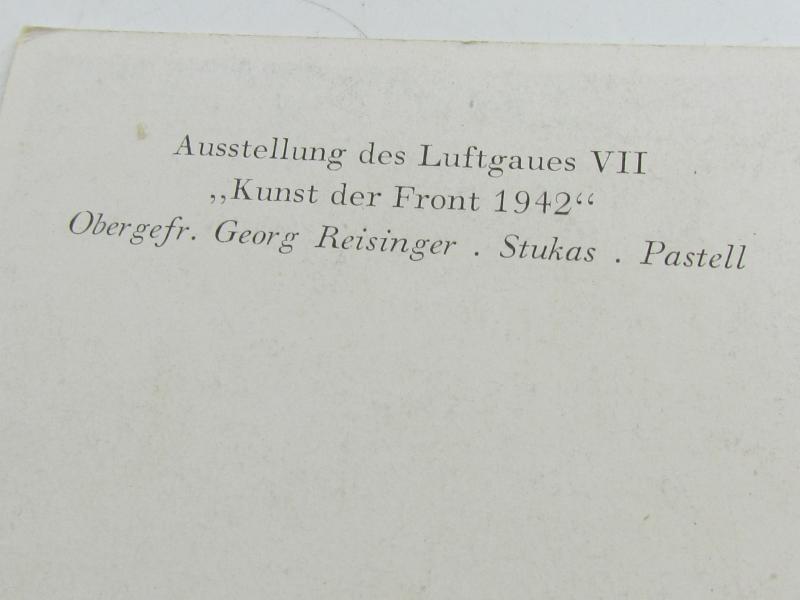 Ausstellung des Luftgaues VII
,,Kunst der Front 1942“
Obergefr. Georg Reisinger . Stukas . Pastell